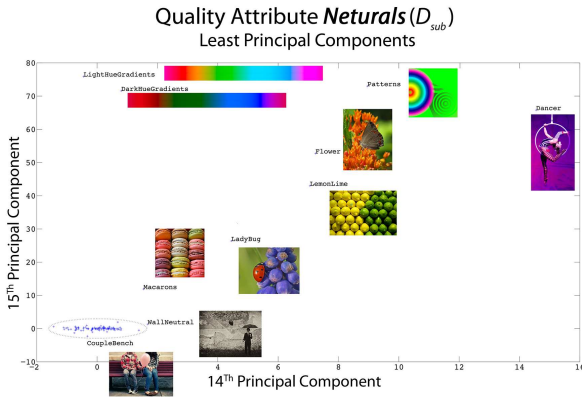 Quality Attribute Neturals (D_sub)
Least Principal Components
80
70
60
50
40
30
20
10
0
−10
15Th Principal Component
LightHueGradients
DarkHueGradients
Patterns
Dancer
Flower
LemonLime
LadyBug
Macarons
WallNeutral
CoupleBench
−2
0
2
4
6
8
10
12
14
16
14Th Principal Component